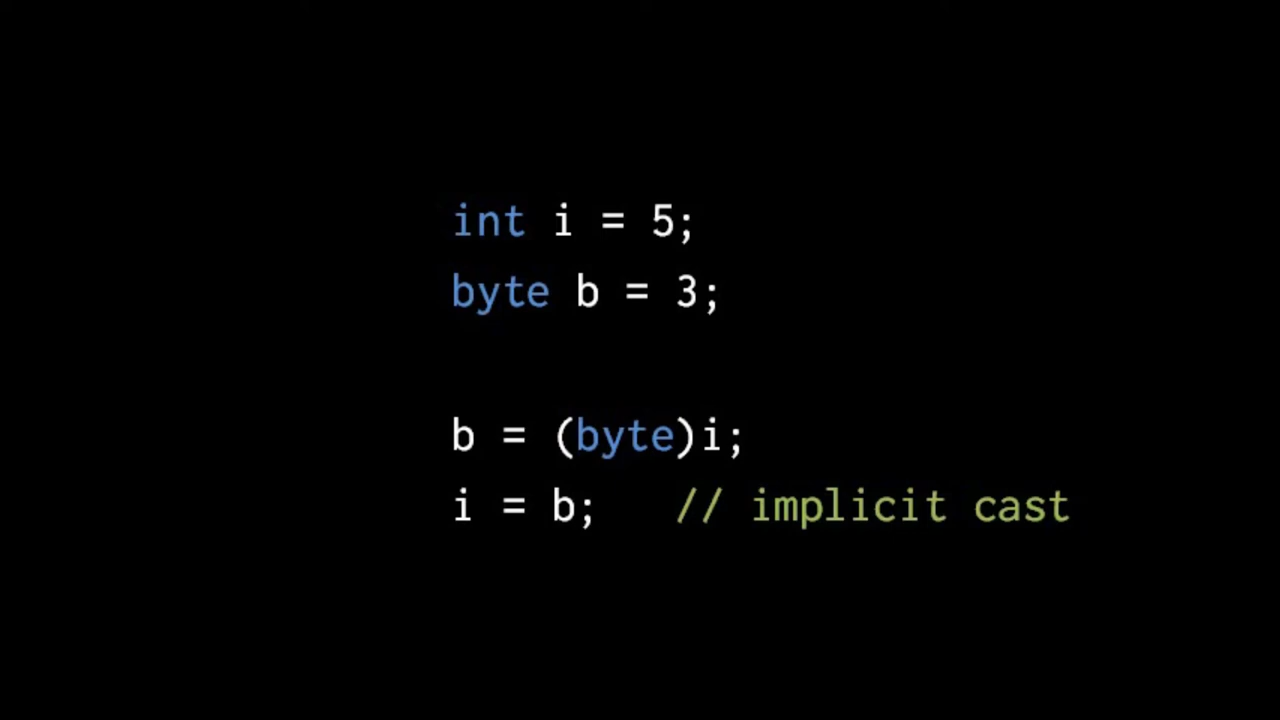 int i = 5;
byte b = 3;
b = (byte)i;
i = b;   // implicit cast